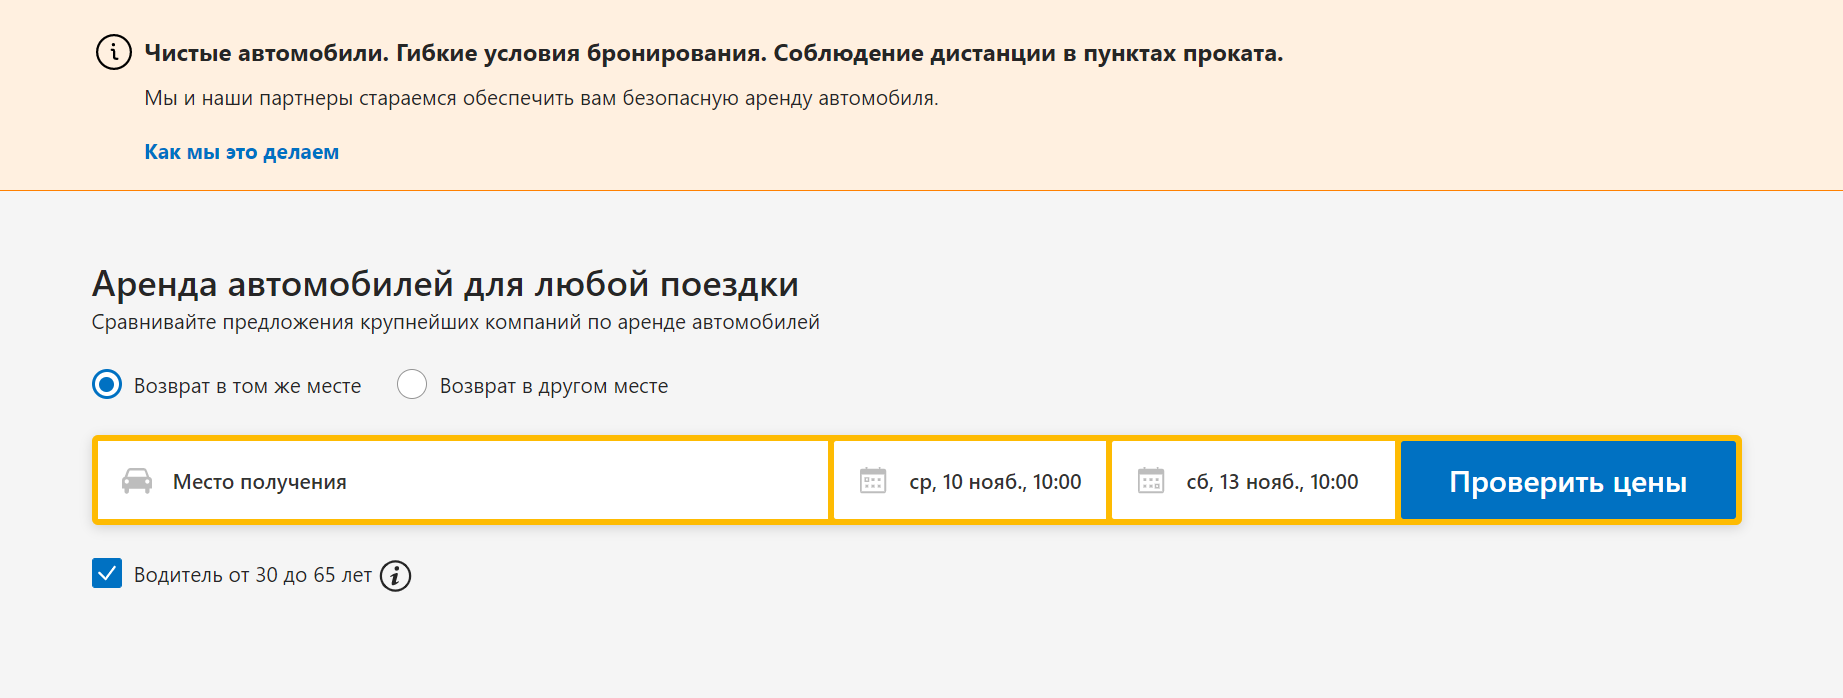 Чистые автомобили. Гибкие условия бронирования. Соблюдение дистанции в пунктах проката.
Мы и наши партнеры стараемся обеспечить вам безопасную аренду автомобиля.
Как мы это делаем
Аренда автомобилей для любой поездки
Сравнивайте предложения крупнейших компаний по аренде автомобилей
Возврат в том же месте Возврат в другом месте
Место получения ср, 10 нояб., 10:00 сб, 13 нояб., 10:00 Проверить цены
Водитель от 30 до 65 лет